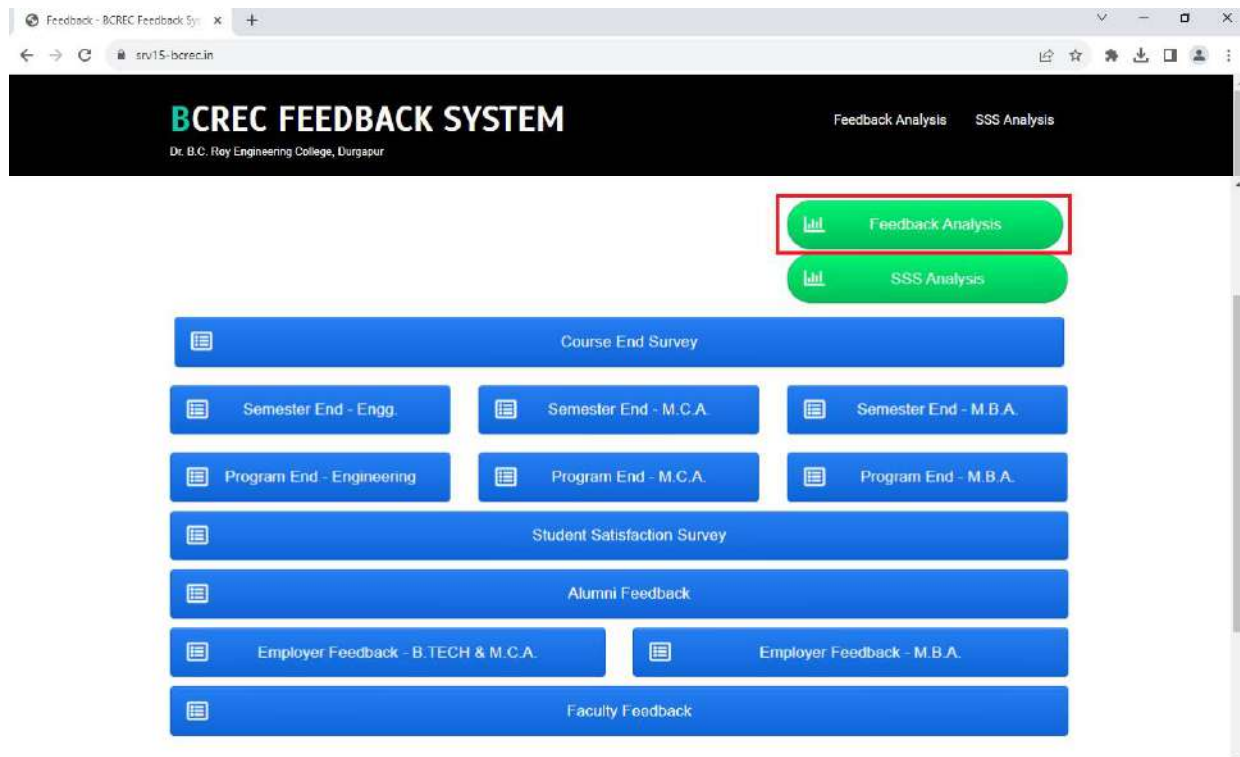 Feedback - BCREC Feedback Sy
srv15-bcrec.in
BCREC FEEDBACK SYSTEM
Dr. B.C. Roy Engineering College, Durgapur
Feedback Analysis SSS Analysis
Feedback Analysis
SSS Analysis
Course End Survey
Semester End - Engg. Semester End - M.C.A. Semester End - M.B.A.
Program End - Engineering Program End - M.C.A. Program End - M.B.A.
Student Satisfaction Survey
Alumni Feedback
Employer Feedback - B.TECH & M.C.A. Employer Feedback - M.B.A.
Faculty Feedback